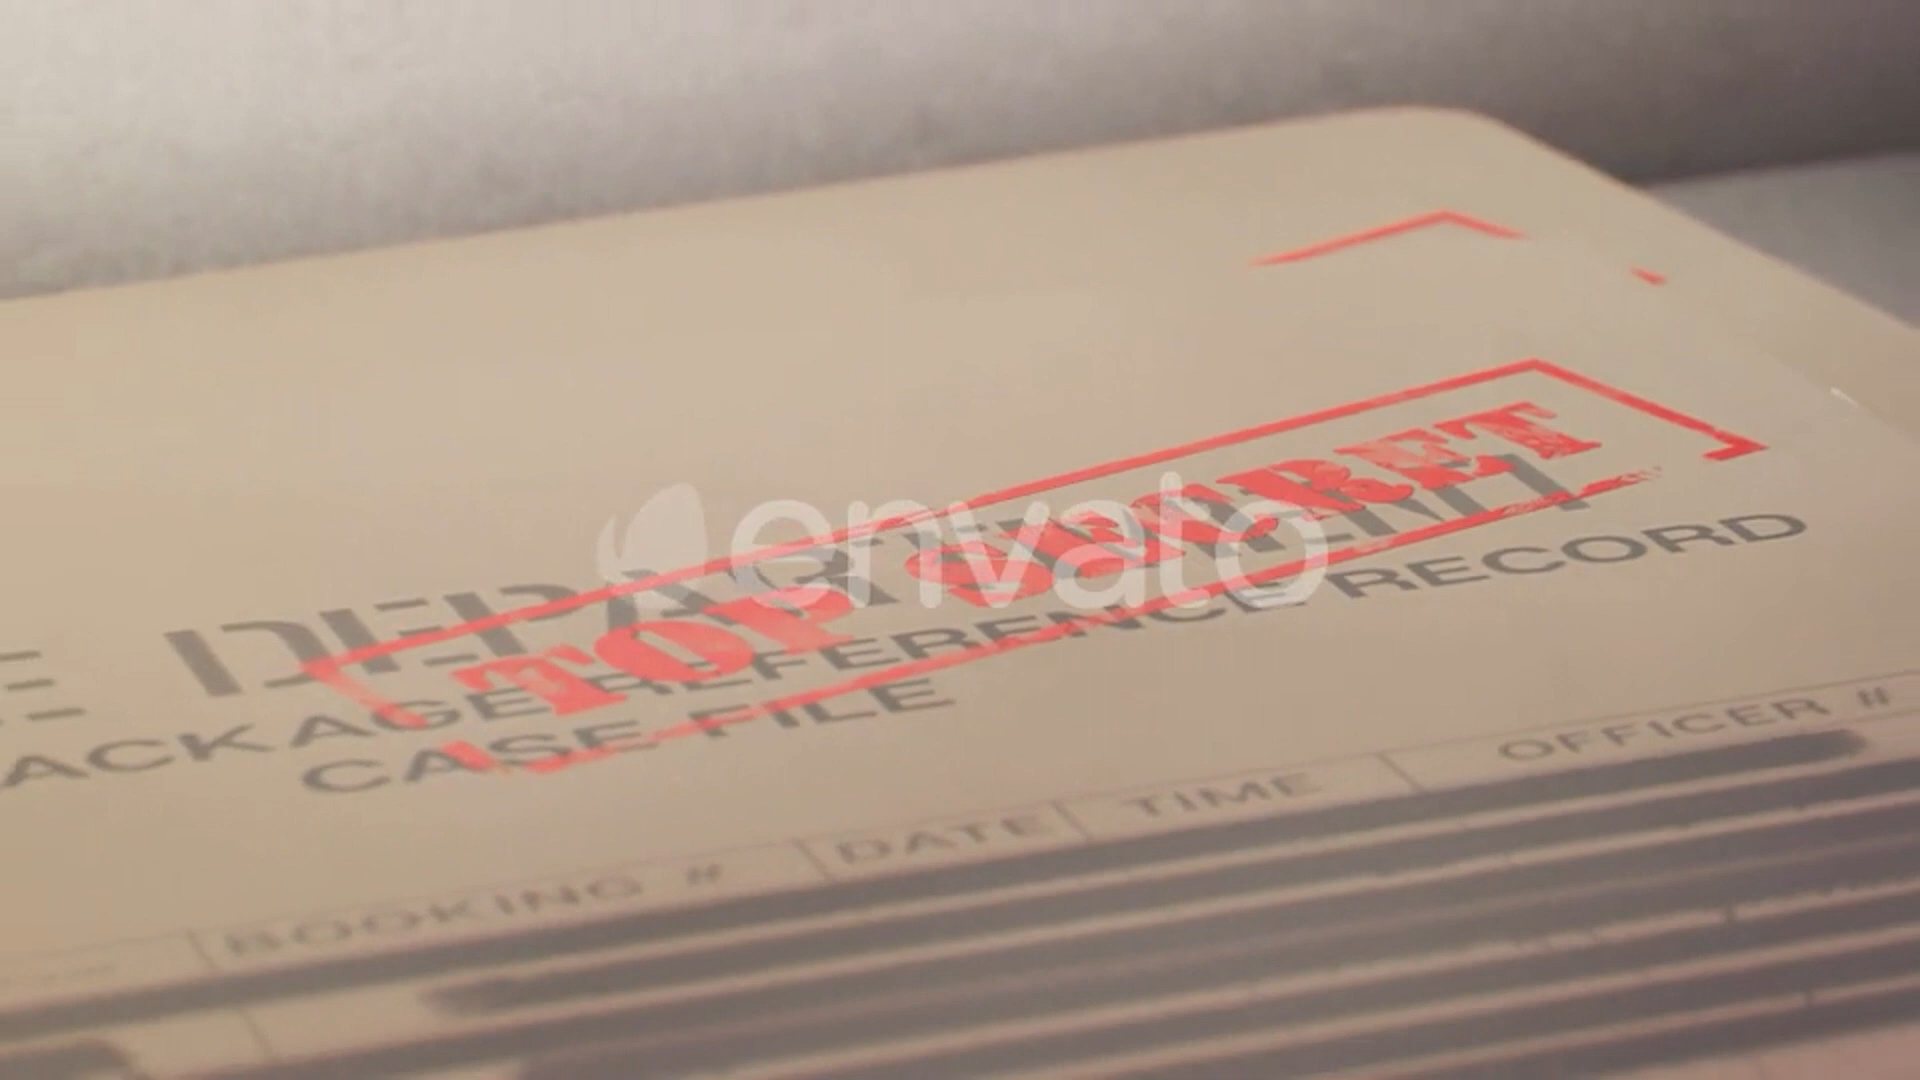 DEPARTMENT
TOP SECRET
PACKAGE REFERENCE RECORD
CASE FILE
BOOKING # DATE TIME OFFICER #
envato